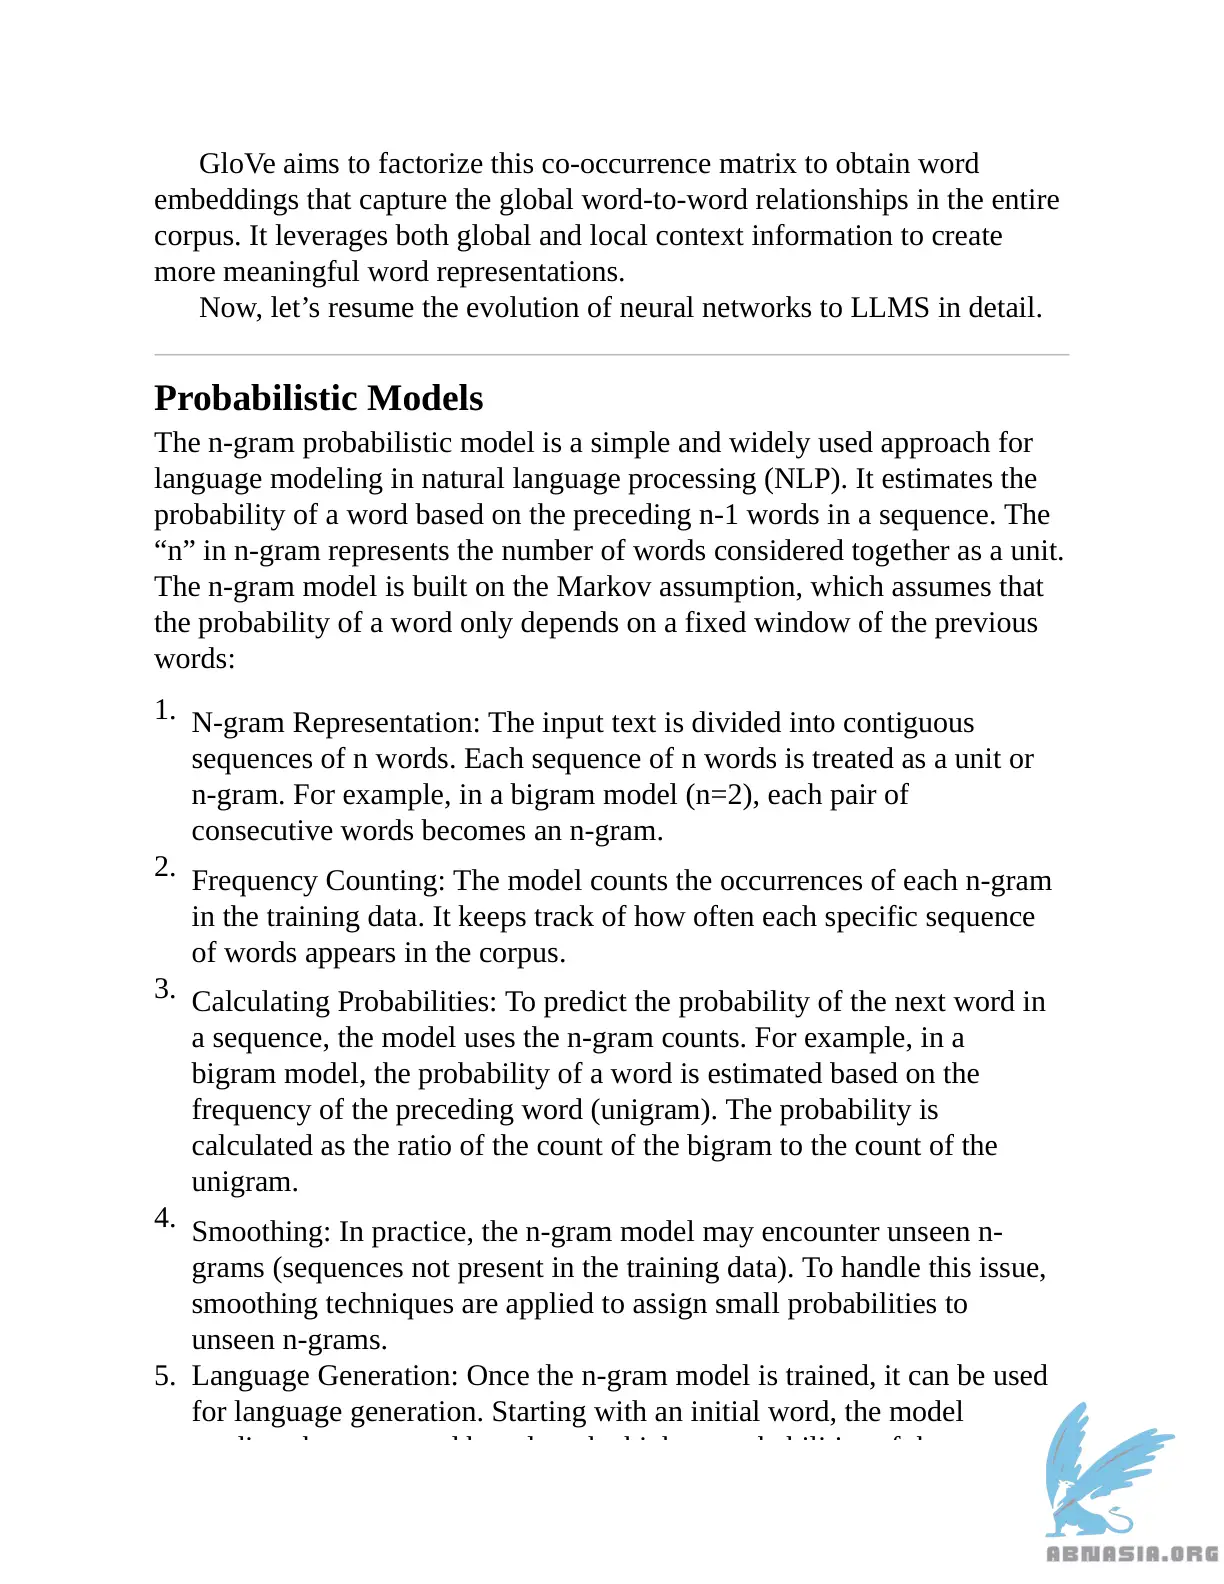 GloVe aims to factorize this co-occurrence matrix to obtain word
embeddings that capture the global word-to-word relationships in the entire
corpus. It leverages both global and local context information to create
more meaningful word representations.
Now, let’s resume the evolution of neural networks to LLMS in detail.
Probabilistic Models
The n-gram probabilistic model is a simple and widely used approach for
language modeling in natural language processing (NLP). It estimates the
probability of a word based on the preceding n-1 words in a sequence. The
“n” in n-gram represents the number of words considered together as a unit.
The n-gram model is built on the Markov assumption, which assumes that
the probability of a word only depends on a fixed window of the previous
words:
1. N-gram Representation: The input text is divided into contiguous
sequences of n words. Each sequence of n words is treated as a unit or
n-gram. For example, in a bigram model (n=2), each pair of
consecutive words becomes an n-gram.
2. Frequency Counting: The model counts the occurrences of each n-gram
in the training data. It keeps track of how often each specific sequence
of words appears in the corpus.
3. Calculating Probabilities: To predict the probability of the next word in
a sequence, the model uses the n-gram counts. For example, in a
bigram model, the probability of a word is estimated based on the
frequency of the preceding word (unigram). The probability is
calculated as the ratio of the count of the bigram to the count of the
unigram.
4. Smoothing: In practice, the n-gram model may encounter unseen n-
grams (sequences not present in the training data). To handle this issue,
smoothing techniques are applied to assign small probabilities to
unseen n-grams.
5. Language Generation: Once the n-gram model is trained, it can be used
for language generation. Starting with an initial word, the model
ABNASIA.ORG